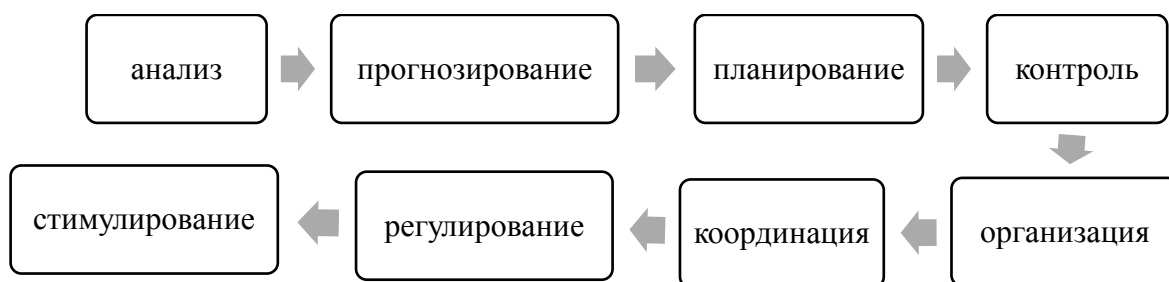 анализ
прогнозирование
планирование
контроль
организация
координация
регулирование
стимулирование